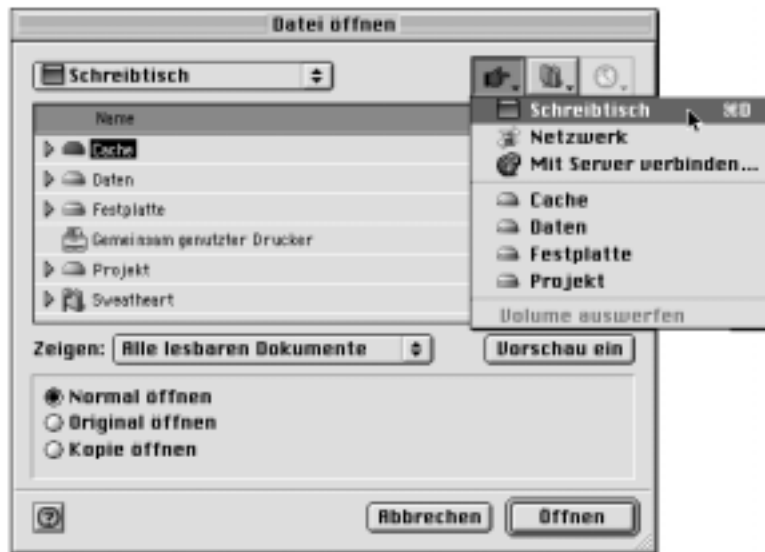 Datei öffnen
Schreibtisch
Name
Cache
Daten
Festplatte
Gemeinsam genutzter Drucker
Projekt
Sweatheart
Schreibtisch ⌘D
Netzwerk
Mit Server verbinden...
Cache
Daten
Festplatte
Projekt
Volume auswerfen
Zeigen: Alle lesbaren Dokumente
Vorschau ein
Normal öffnen
Original öffnen
Kopie öffnen
Abbrechen
Öffnen